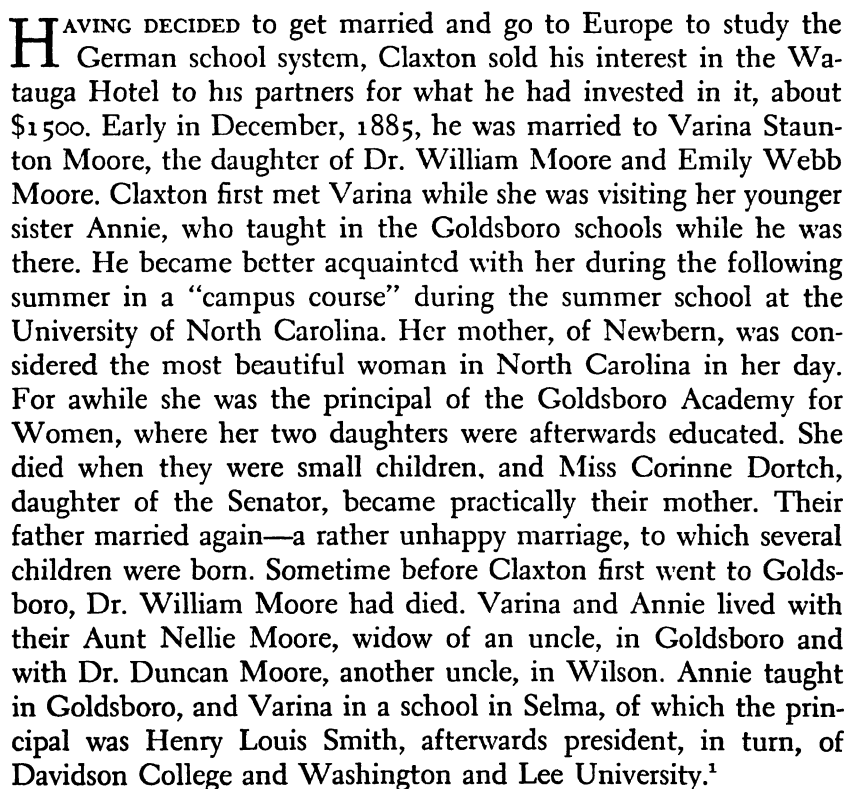 HAVING DECIDED to get married and go to Europe to study the
German school system, Claxton sold his interest in the Wa-
tauga Hotel to his partners for what he had invested in it, about
$1500. Early in December, 1885, he was married to Varina Staun-
ton Moore, the daughter of Dr. William Moore and Emily Webb
Moore. Claxton first met Varina while she was visiting her younger
sister Annie, who taught in the Goldsboro schools while he was
there. He became better acquainted with her during the following
summer in a “campus course” during the summer school at the
University of North Carolina. Her mother, of Newbern, was con-
sidered the most beautiful woman in North Carolina in her day.
For awhile she was the principal of the Goldsboro Academy for
Women, where her two daughters were afterwards educated. She
died when they were small children, and Miss Corinne Dortch,
daughter of the Senator, became practically their mother. Their
father married again—a rather unhappy marriage, to which several
children were born. Sometime before Claxton first went to Golds-
boro, Dr. William Moore had died. Varina and Annie lived with
their Aunt Nellie Moore, widow of an uncle, in Goldsboro and
with Dr. Duncan Moore, another uncle, in Wilson. Annie taught
in Goldsboro, and Varina in a school in Selma, of which the prin-
cipal was Henry Louis Smith, afterwards president, in turn, of
Davidson College and Washington and Lee University.¹